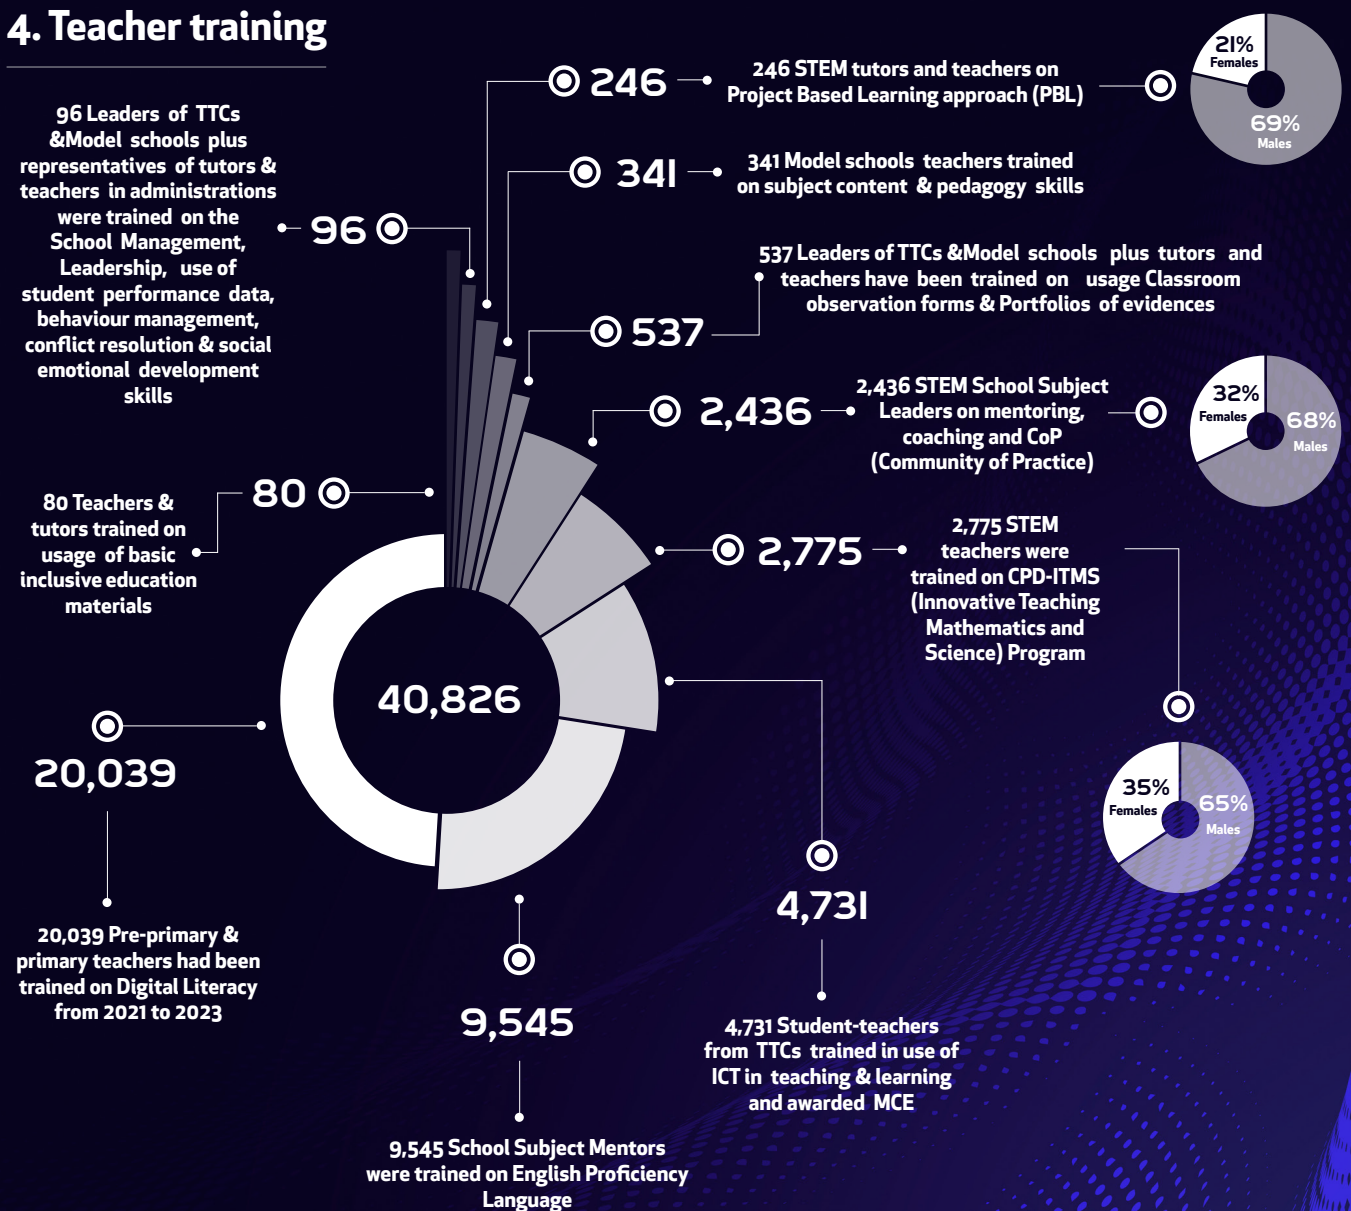 4. Teacher training
96 Leaders of TTCs
&Model schools plus
representatives of tutors &
teachers in administrations
were trained on the
School Management,
Leadership, use of
student performance data,
behaviour management,
conflict resolution & social
emotional development
skills
96
246
246 STEM tutors and teachers on
Project Based Learning approach (PBL)
21%
Females
69%
Males
341
341 Model schools teachers trained
on subject content & pedagogy skills
537
537 Leaders of TTCs &Model schools plus tutors and
teachers have been trained on usage Classroom
observation forms & Portfolios of evidences
2,436
2,436 STEM School Subject
Leaders on mentoring,
coaching and CoP
(Community of Practice)
32%
Females
68%
Males
80
80 Teachers &
tutors trained on
usage of basic
inclusive education
materials
2,775
2,775 STEM
teachers were
trained on CPD-ITMS
(Innovative Teaching
Mathematics and
Science) Program
35%
Females
65%
Males
40,826
20,039
20,039 Pre-primary &
primary teachers had been
trained on Digital Literacy
from 2021 to 2023
4,731
4,731 Student-teachers
from TTCs trained in use of
ICT in teaching & learning
and awarded MCE
9,545
9,545 School Subject Mentors
were trained on English Proficiency
Language